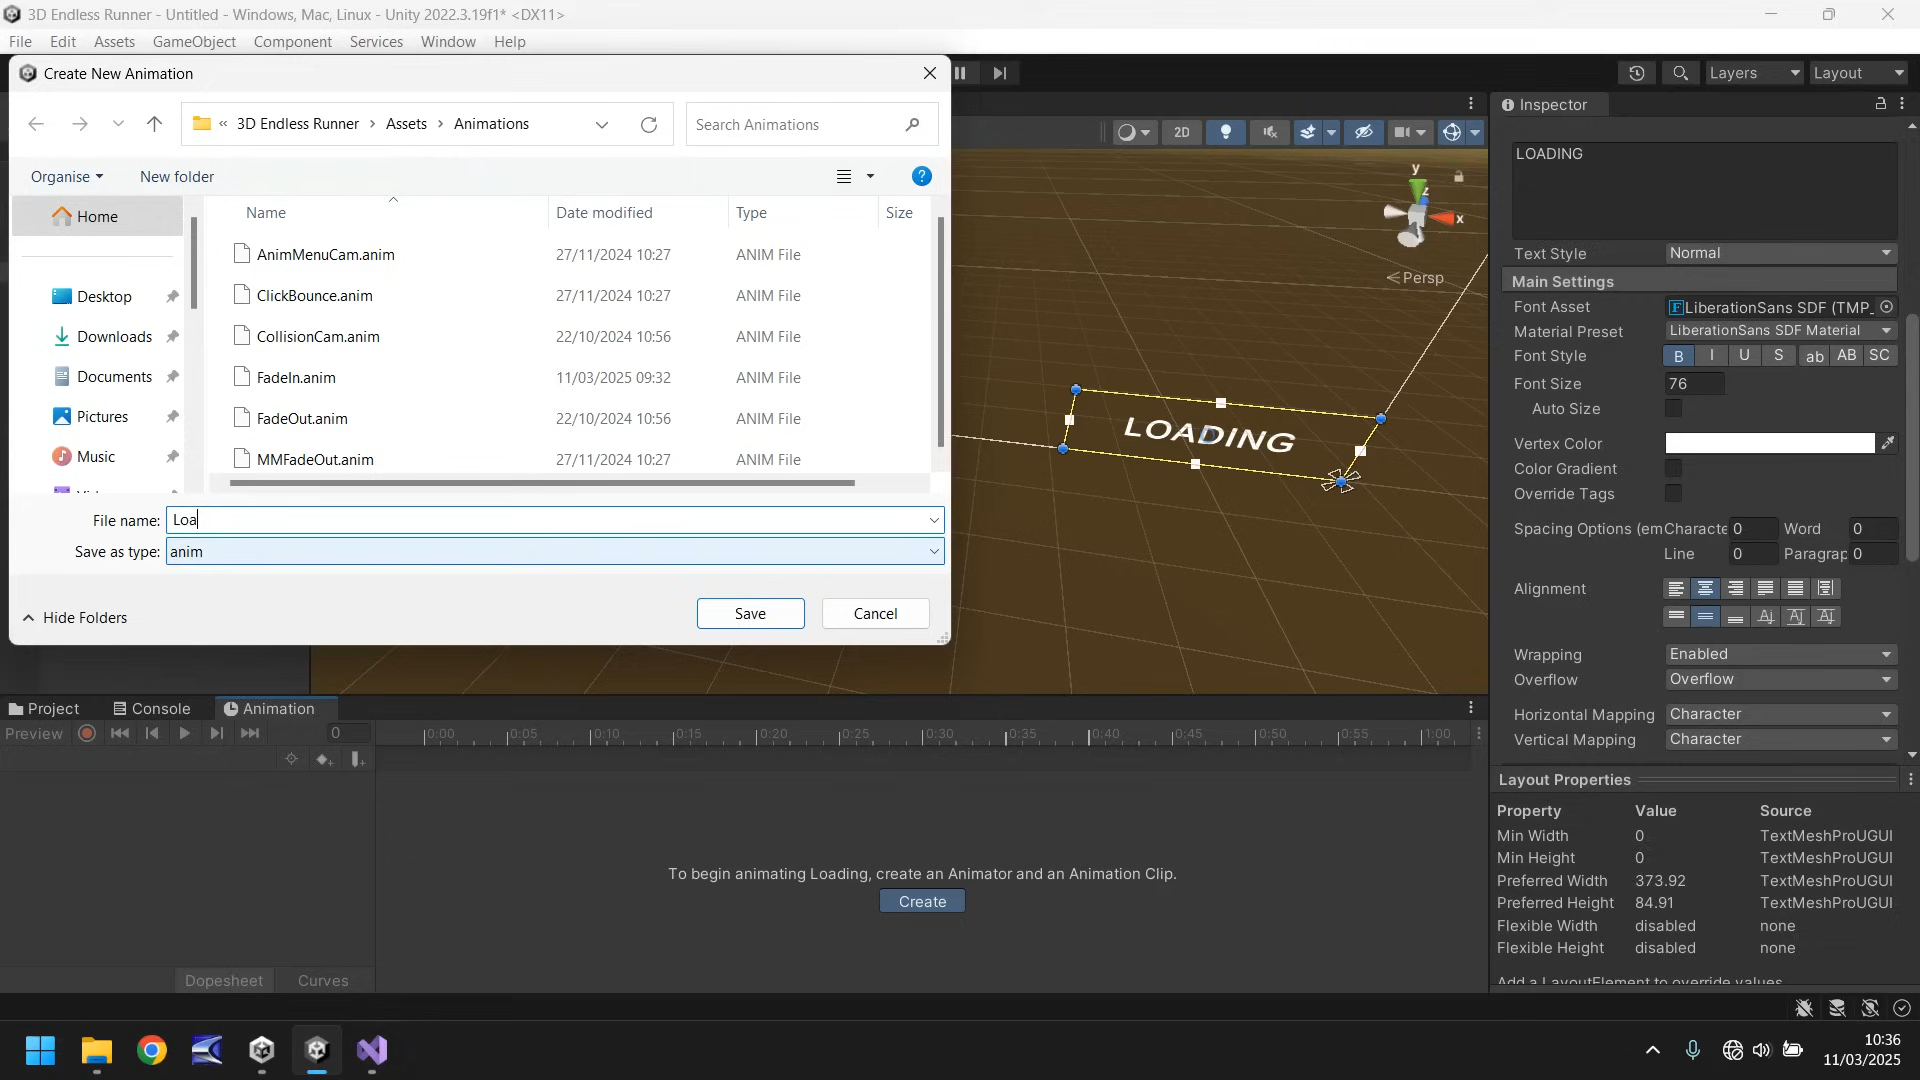 3D Endless Runner - Untitled - Windows, Mac, Linux - Unity 2022.3.19f1* <DX11>
File Edit Assets GameObject Component Services Window Help
Create New Animation
Layers Layout
« 3D Endless Runner > Assets > Animations
Search Animations
2D
Inspector
LOADING
Organise New folder
Home
Name Date modified Type Size
AnimMenuCam.anim 27/11/2024 10:27 ANIM File
ClickBounce.anim 27/11/2024 10:27 ANIM File
CollisionCam.anim 22/10/2024 10:56 ANIM File
FadeIn.anim 11/03/2025 09:32 ANIM File
FadeOut.anim 22/10/2024 10:56 ANIM File
MMFadeOut.anim 27/11/2024 10:27 ANIM File
Desktop
Downloads
Documents
Pictures
Music
File name: Loa
Save as type: anim
Hide Folders
Save Cancel
y
z
x
Persp
LOADING
Text Style Normal
Main Settings
Font Asset F LiberationSans SDF (TMP_
Material Preset LiberationSans SDF Material
Font Style B I U S ab AB SC
Font Size 76
Auto Size
Vertex Color
Color Gradient
Override Tags
Spacing Options (em Characte 0 Word 0
Line 0 Paragrap 0
Alignment
Wrapping Enabled
Overflow Overflow
Horizontal Mapping Character
Vertical Mapping Character
Project Console Animation
Preview 0 0:00 0:05 0:10 0:15 0:20 0:25 0:30 0:35 0:40 0:45 0:50 0:55 1:00
To begin animating Loading, create an Animator and an Animation Clip.
Create
Dopesheet Curves
Layout Properties
Property Value Source
Min Width 0 TextMeshProUGUI
Min Height 0 TextMeshProUGUI
Preferred Width 373.92 TextMeshProUGUI
Preferred Height 84.91 TextMeshProUGUI
Flexible Width disabled none
Flexible Height disabled none
Add a LayoutElement to override values
10:36
11/03/2025